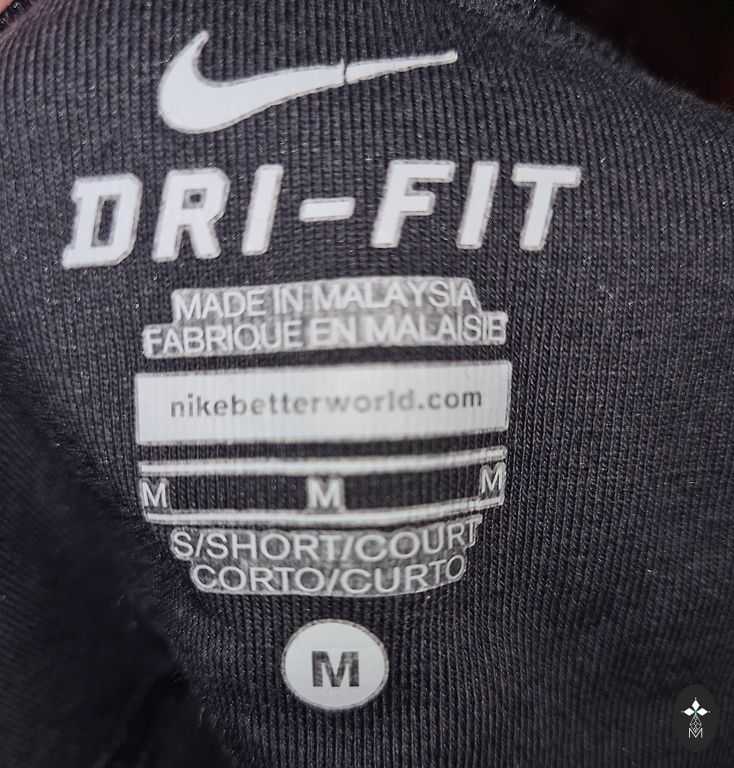 DRI-FIT
MADE IN MALAYSIA
FABRIQUE EN MALAISIE
nikebetterworld.com
M M M
S/SHORT/COURT
CORTO/CURTO
M
M